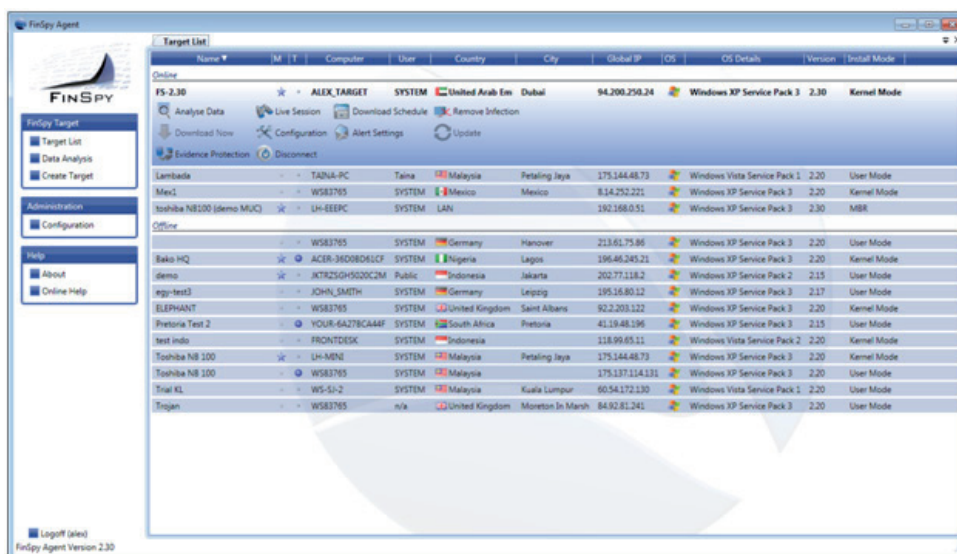 FinSpy Agent
FINSPY
FinSpy Target
Target List
Data Analysis
Create Target
Administration
Configuration
Help
About
Online Help
Logoff (alex)
FinSpy Agent Version 2.30
Target List
Name M T Computer User Country City Global IP OS OS Details Version Install Mode
Online
FS-2.30 ALEX_TARGET SYSTEM United Arab Em Dubai 94.200.250.24 Windows XP Service Pack 3 2.30 Kernel Mode
Analyse Data Live Session Download Schedule Remove Infection
Download Now Configuration Alert Settings Update
Evidence Protection Disconnect
Lambada TAINA-PC Taina Malaysia Petaling Jaya 175.144.48.73 Windows Vista Service Pack 1 2.20 User Mode
Mex1 WS83765 SYSTEM Mexico Mexico 8.14.252.221 Windows XP Service Pack 3 2.20 Kernel Mode
toshiba NB100 (demo MUC) LH-EEEPC SYSTEM LAN 192.168.0.51 Windows XP Service Pack 3 2.30 MBR
Offline
WS83765 SYSTEM Germany Hanover 213.61.75.86 Windows XP Service Pack 3 2.20 User Mode
Bako HQ ACER-36D08D61CF SYSTEM Nigeria Lagos 196.46.245.21 Windows XP Service Pack 3 2.20 Kernel Mode
demo JKTRZSGH5020C2M Public Indonesia Jakarta 202.77.118.2 Windows XP Service Pack 2 2.15 User Mode
egy-test3 JOHN_SMITH SYSTEM Germany Leipzig 195.16.80.12 Windows XP Service Pack 3 2.17 User Mode
ELEPHANT WS83765 SYSTEM United Kingdom Saint Albans 92.2.203.122 Windows XP Service Pack 3 2.20 Kernel Mode
Pretoria Test 2 YOUR-6A27BCA44F SYSTEM South Africa Pretoria 41.19.48.196 Windows XP Service Pack 3 2.15 User Mode
test indo FRONTDESK SYSTEM Indonesia 118.99.65.11 Windows Vista Service Pack 2 2.20 Kernel Mode
Toshiba NB 100 LH-MINI SYSTEM Malaysia Petaling Jaya 175.144.48.73 Windows XP Service Pack 3 2.20 Kernel Mode
Toshiba NB 100 WS83765 SYSTEM Malaysia 175.137.114.131 Windows XP Service Pack 3 2.20 User Mode
Trial KL WS-SJ-2 SYSTEM Malaysia Kuala Lumpur 60.54.172.130 Windows Vista Service Pack 1 2.20 User Mode
Trojan WS83765 n/a United Kingdom Moreton In Marsh 84.92.81.241 Windows XP Service Pack 3 2.20 User Mode